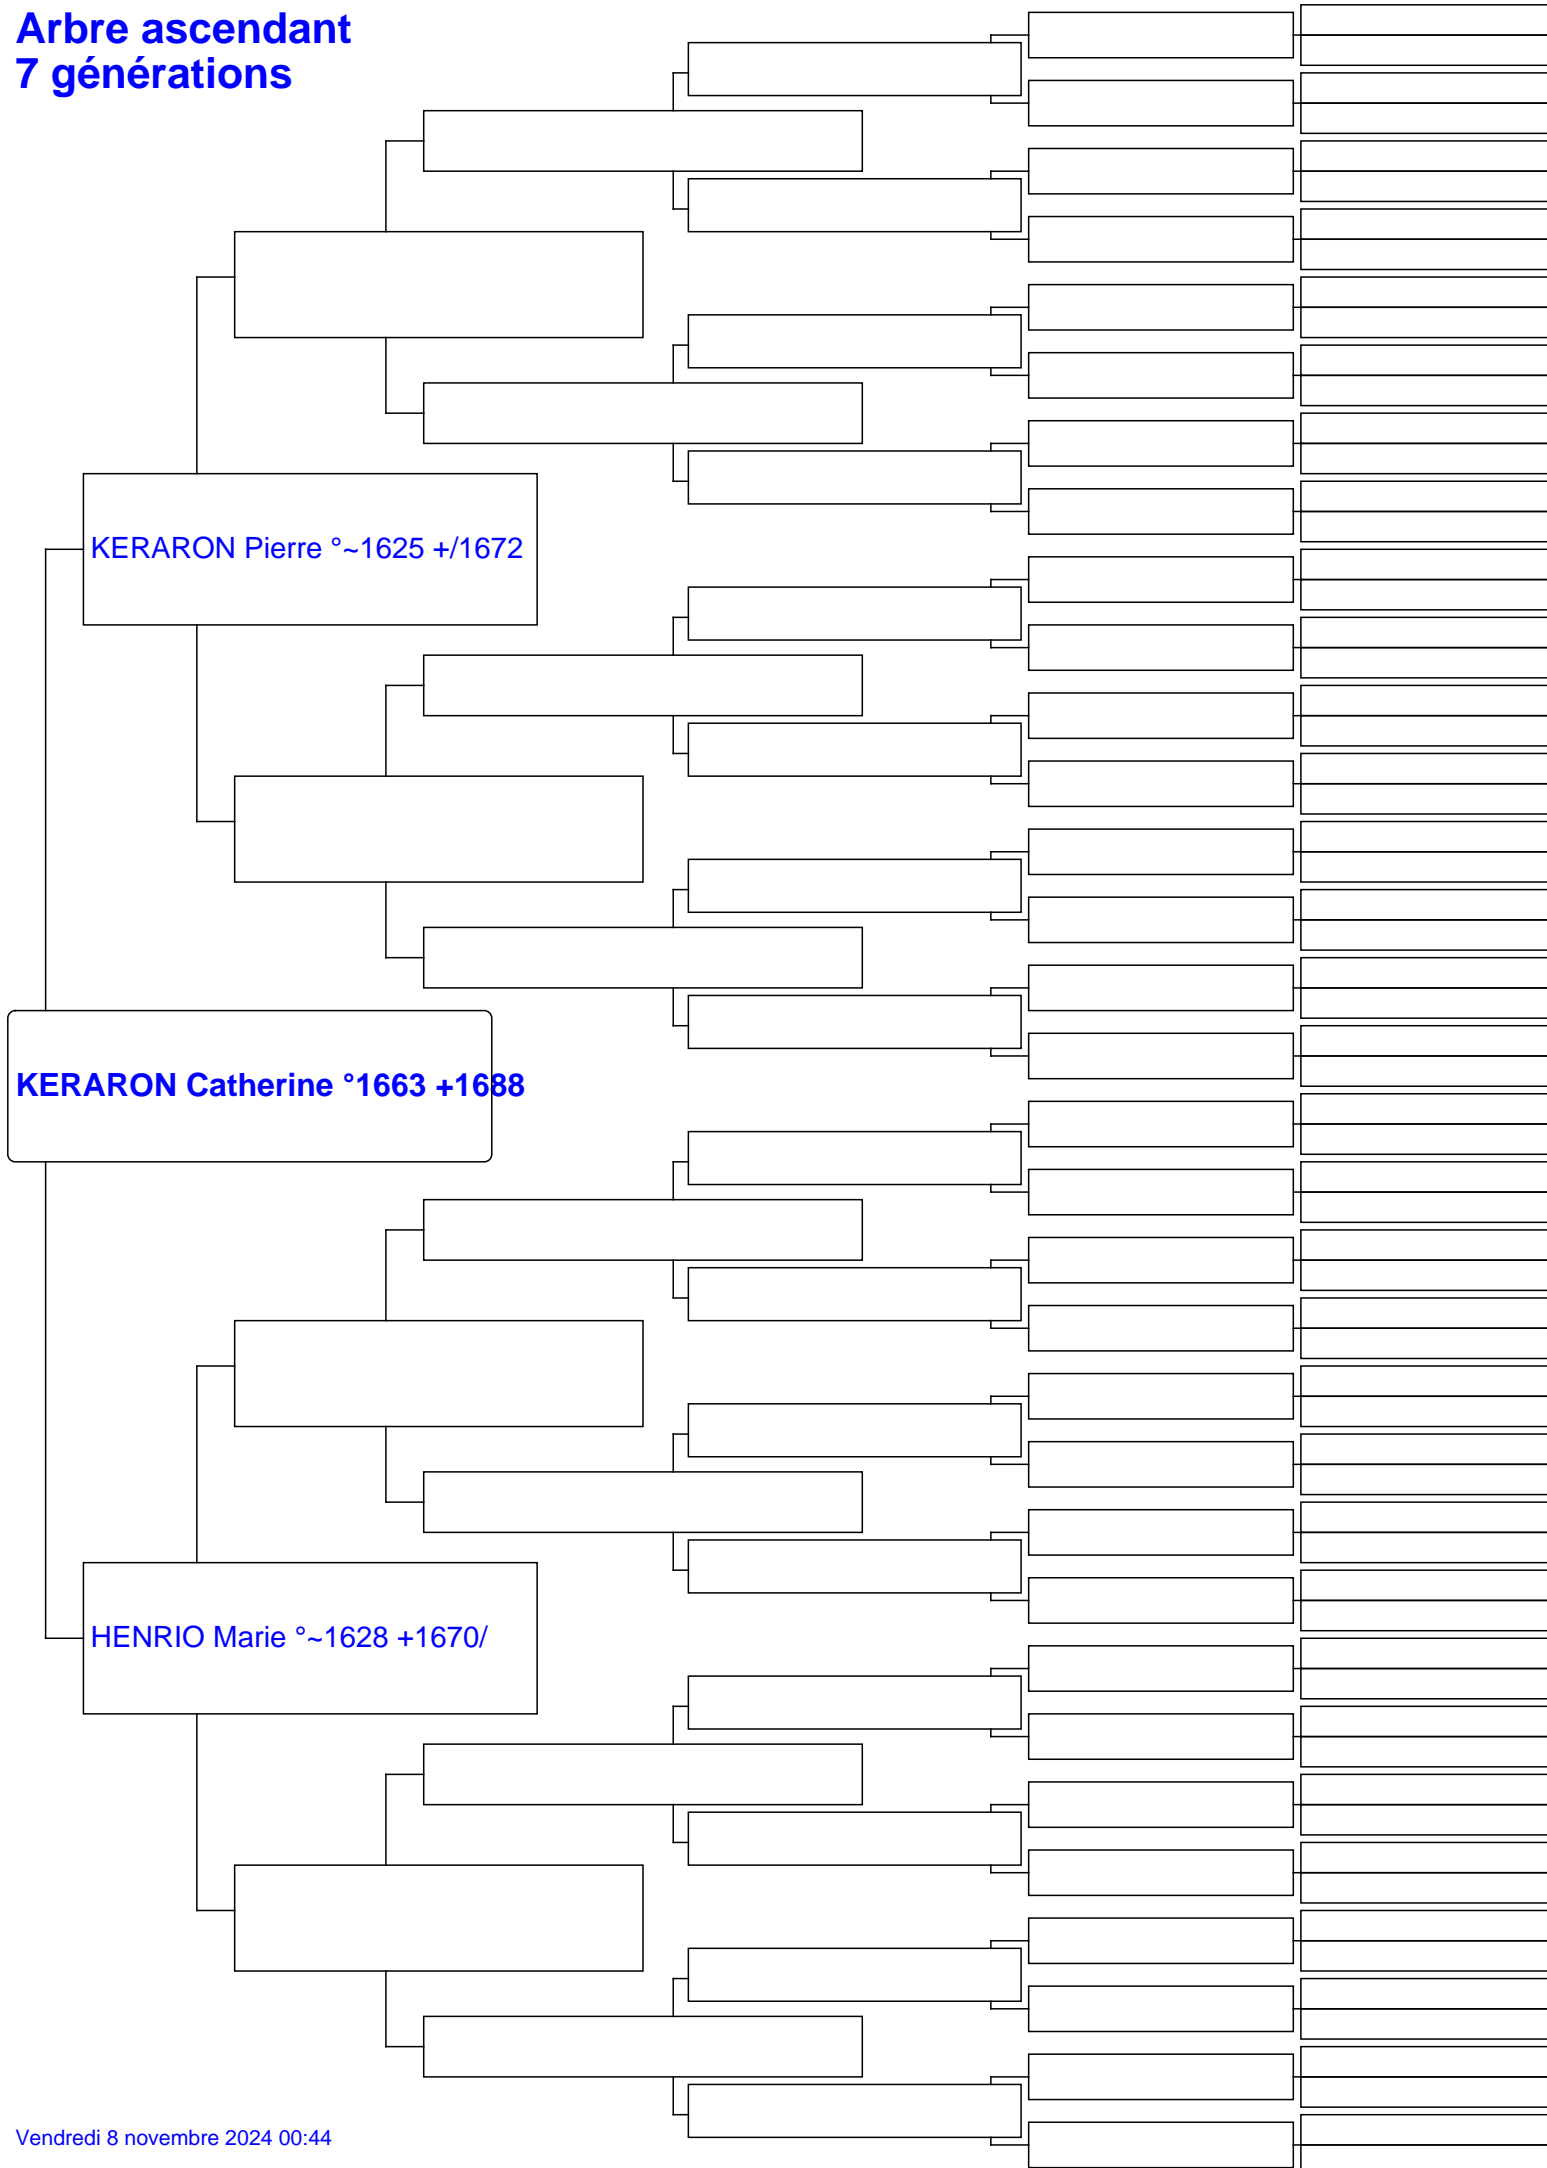 Arbre ascendant
7 générations
KERARON Pierre °~1625 +/1672
KERARON Catherine °1663 +1688
HENRIO Marie °~1628 +1670/
Vendredi 8 novembre 2024 00:44